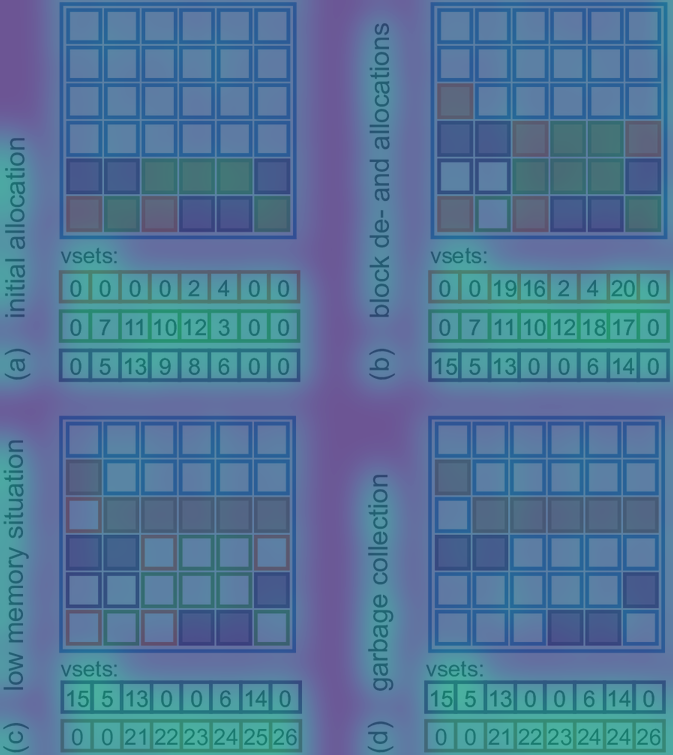 (a) initial allocation
vsets:
0 0 0 0 2 4 0 0
0 7 11 10 12 3 0 0
0 5 13 9 8 6 0 0
(b) block de- and allocations
vsets:
0 0 19 16 2 4 20 0
0 7 11 10 12 18 17 0
15 5 13 0 0 6 14 0
(c) low memory situation
vsets:
15 5 13 0 0 6 14 0
0 0 21 22 23 24 25 26
(d) garbage collection
vsets:
15 5 13 0 0 6 14 0
0 0 21 22 23 24 24 26